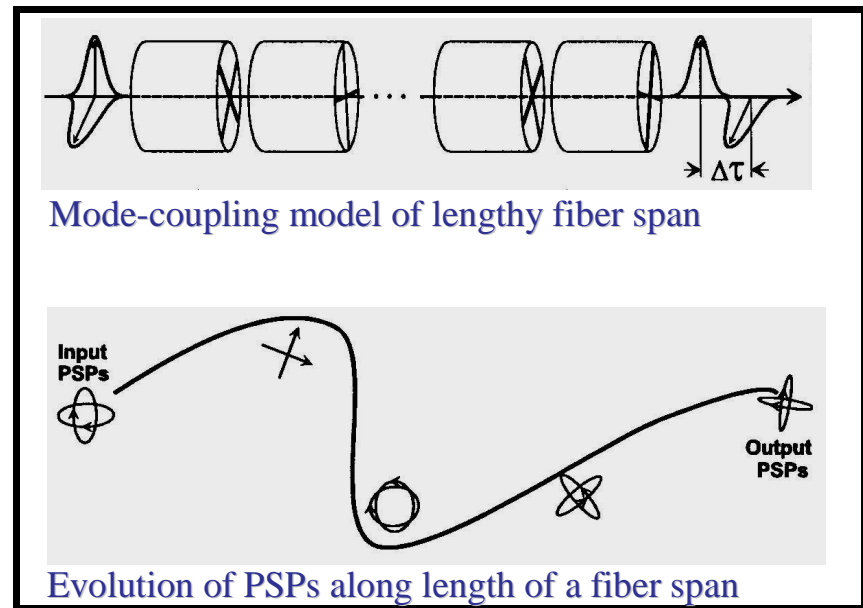 Δτ
Mode-coupling model of lengthy fiber span
Input
PSPs
Output
PSPs
Evolution of PSPs along length of a fiber span